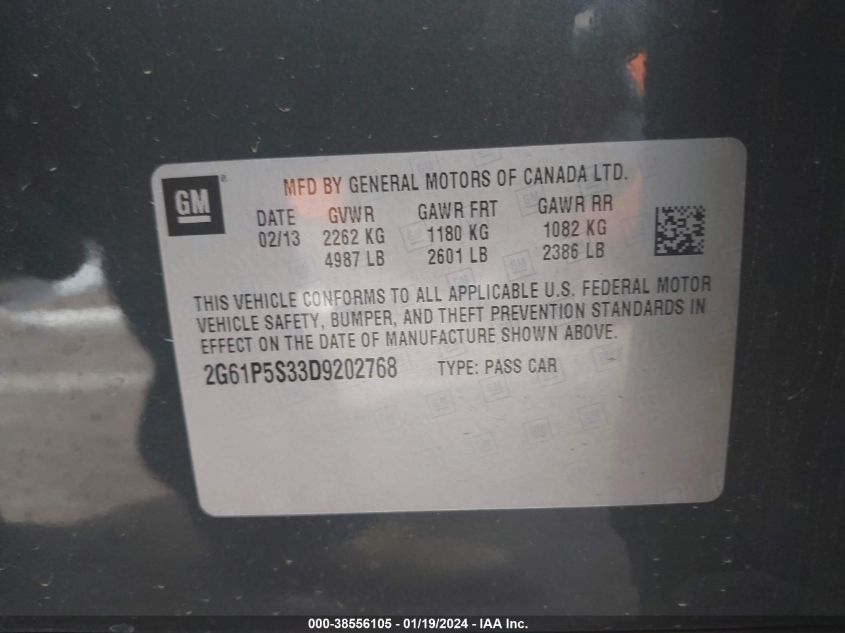 GM
MFD BY GENERAL MOTORS OF CANADA LTD.
DATE GVWR GAWR FRT GAWR RR
02/13 2262 KG 1180 KG 1082 KG
4987 LB 2601 LB 2386 LB
THIS VEHICLE CONFORMS TO ALL APPLICABLE U.S. FEDERAL MOTOR
VEHICLE SAFETY, BUMPER, AND THEFT PREVENTION STANDARDS IN
EFFECT ON THE DATE OF MANUFACTURE SHOWN ABOVE.
2G61P5S33D9202768 TYPE: PASS CAR
000-38556105 - 01/19/2024 - IAA Inc.